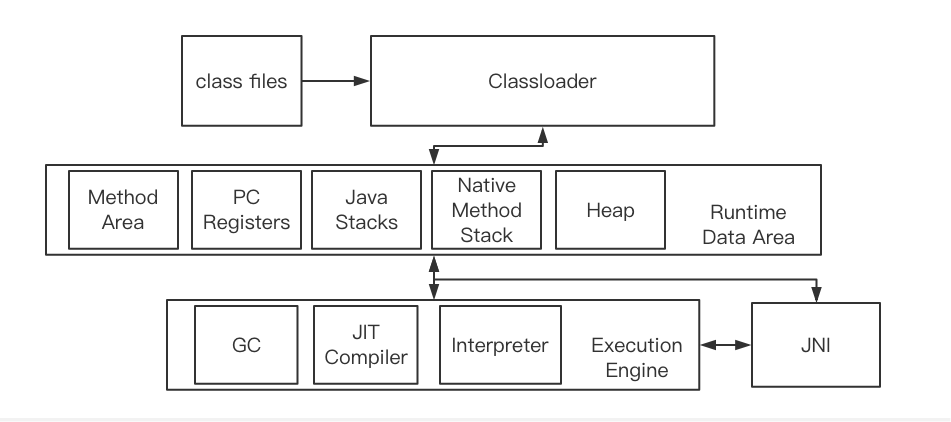 class files
Classloader
Method
Area
PC
Registers
Java
Stacks
Native
Method
Stack
Heap
Runtime
Data Area
GC
JIT
Compiler
Interpreter
Execution
Engine
JNI